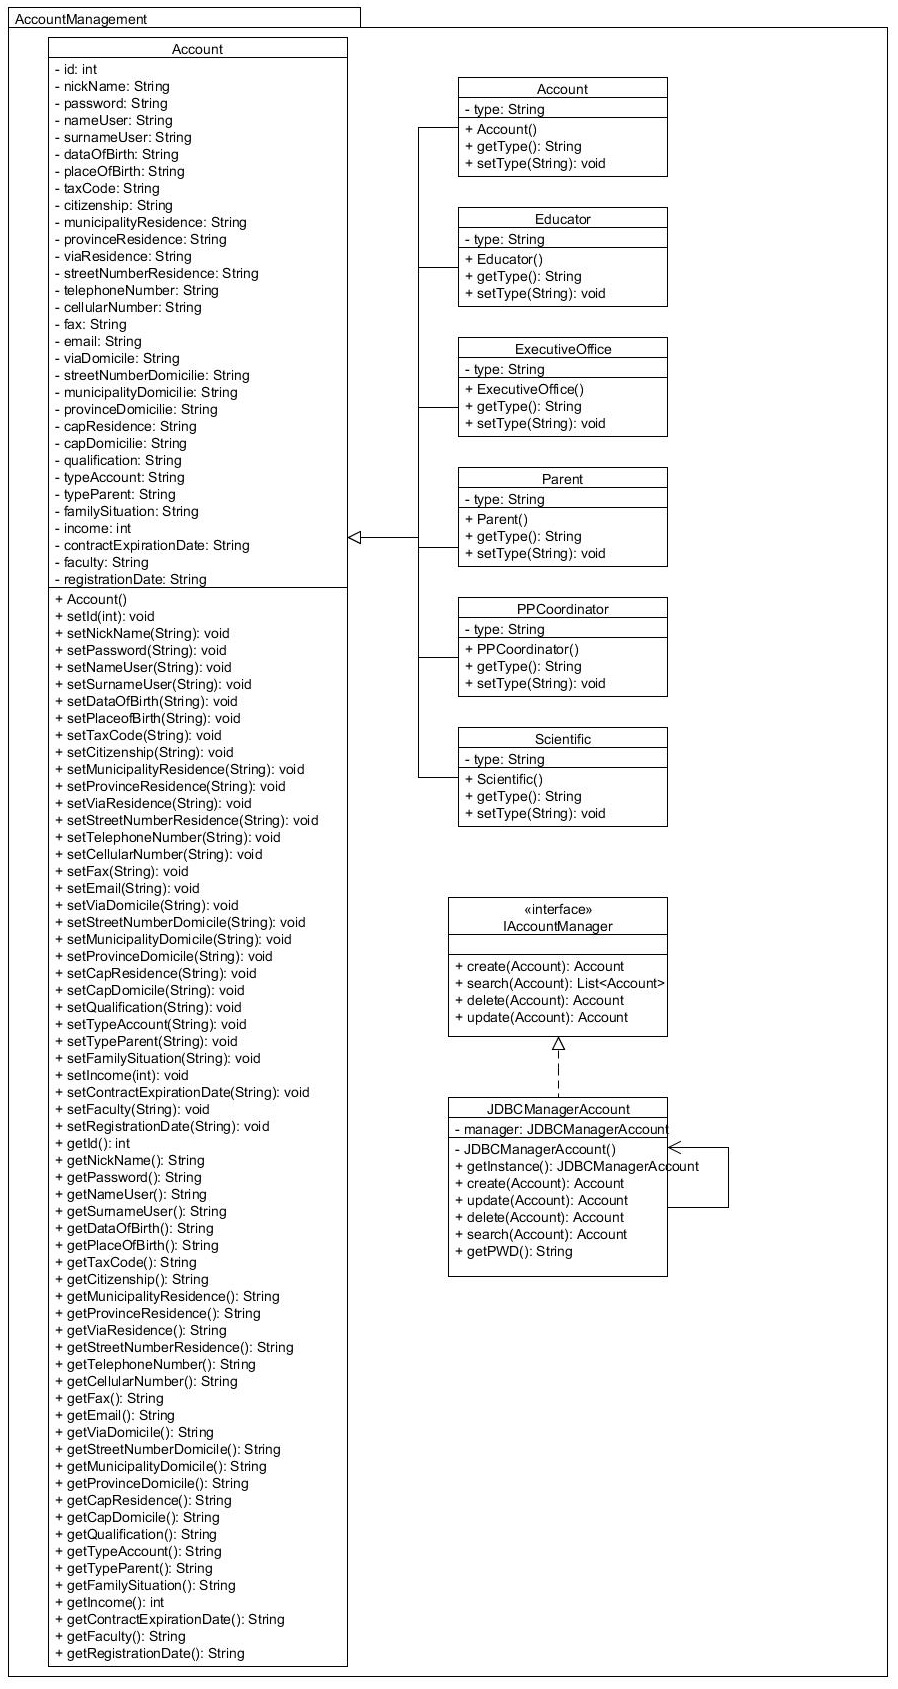 AccountManagement
Account
- id: int
- nickName: String
- password: String
- nameUser: String
- surnameUser: String
- dataOfBirth: String
- placeOfBirth: String
- taxCode: String
- citizenship: String
- municipalityResidence: String
- provinceResidence: String
- viaResidence: String
- streetNumberResidence: String
- telephoneNumber: String
- cellularNumber: String
- fax: String
- email: String
- viaDomicile: String
- streetNumberDomicilie: String
- municipalityDomicilie: String
- provinceDomicilie: String
- capResidence: String
- capDomicilie: String
- qualification: String
- typeAccount: String
- typeParent: String
- familySituation: String
- income: int
- contractExpirationDate: String
- faculty: String
- registrationDate: String
+ Account()
+ setId(int): void
+ setNickName(String): void
+ setPassword(String): void
+ setNameUser(String): void
+ setSurnameUser(String): void
+ setDataOfBirth(String): void
+ setPlaceofBirth(String): void
+ setTaxCode(String): void
+ setCitizenship(String): void
+ setMunicipalityResidence(String): void
+ setProvinceResidence(String): void
+ setViaResidence(String): void
+ setStreetNumberResidence(String): void
+ setTelephoneNumber(String): void
+ setCellularNumber(String): void
+ setFax(String): void
+ setEmail(String): void
+ setViaDomicile(String): void
+ setStreetNumberDomicile(String): void
+ setMunicipalityDomicile(String): void
+ setProvinceDomicile(String): void
+ setCapResidence(String): void
+ setCapDomicile(String): void
+ setQualification(String): void
+ setTypeAccount(String): void
+ setTypeParent(String): void
+ setFamilySituation(String): void
+ setIncome(int): void
+ setContractExpirationDate(String): void
+ setFaculty(String): void
+ setRegistrationDate(String): void
+ getId(): int
+ getNickName(): String
+ getPassword(): String
+ getNameUser(): String
+ getSurnameUser(): String
+ getDataOfBirth(): String
+ getPlaceOfBirth(): String
+ getTaxCode(): String
+ getCitizenship(): String
+ getMunicipalityResidence(): String
+ getProvinceResidence(): String
+ getViaResidence(): String
+ getStreetNumberResidence(): String
+ getTelephoneNumber(): String
+ getCellularNumber(): String
+ getFax(): String
+ getEmail(): String
+ getViaDomicile(): String
+ getStreetNumberDomicile(): String
+ getMunicipalityDomicile(): String
+ getProvinceDomicile(): String
+ getCapResidence(): String
+ getCapDomicile(): String
+ getQualification(): String
+ getTypeAccount(): String
+ getTypeParent(): String
+ getFamilySituation(): String
+ getIncome(): int
+ getContractExpirationDate(): String
+ getFaculty(): String
+ getRegistrationDate(): String
Account
- type: String
+ Account()
+ getType(): String
+ setType(String): void
Educator
- type: String
+ Educator()
+ getType(): String
+ setType(String): void
ExecutiveOffice
- type: String
+ ExecutiveOffice()
+ getType(): String
+ setType(String): void
Parent
- type: String
+ Parent()
+ getType(): String
+ setType(String): void
PPCoordinator
- type: String
+ PPCoordinator()
+ getType(): String
+ setType(String): void
Scientific
- type: String
+ Scientific()
+ getType(): String
+ setType(String): void
«interface»
IAccountManager
+ create(Account): Account
+ search(Account): List<Account>
+ delete(Account): Account
+ update(Account): Account
JDBCManagerAccount
- manager: JDBCManagerAccount
- JDBCManagerAccount()
+ getInstance(): JDBCManagerAccount
+ create(Account): Account
+ update(Account): Account
+ delete(Account): Account
+ search(Account): Account
+ getPWD(): String